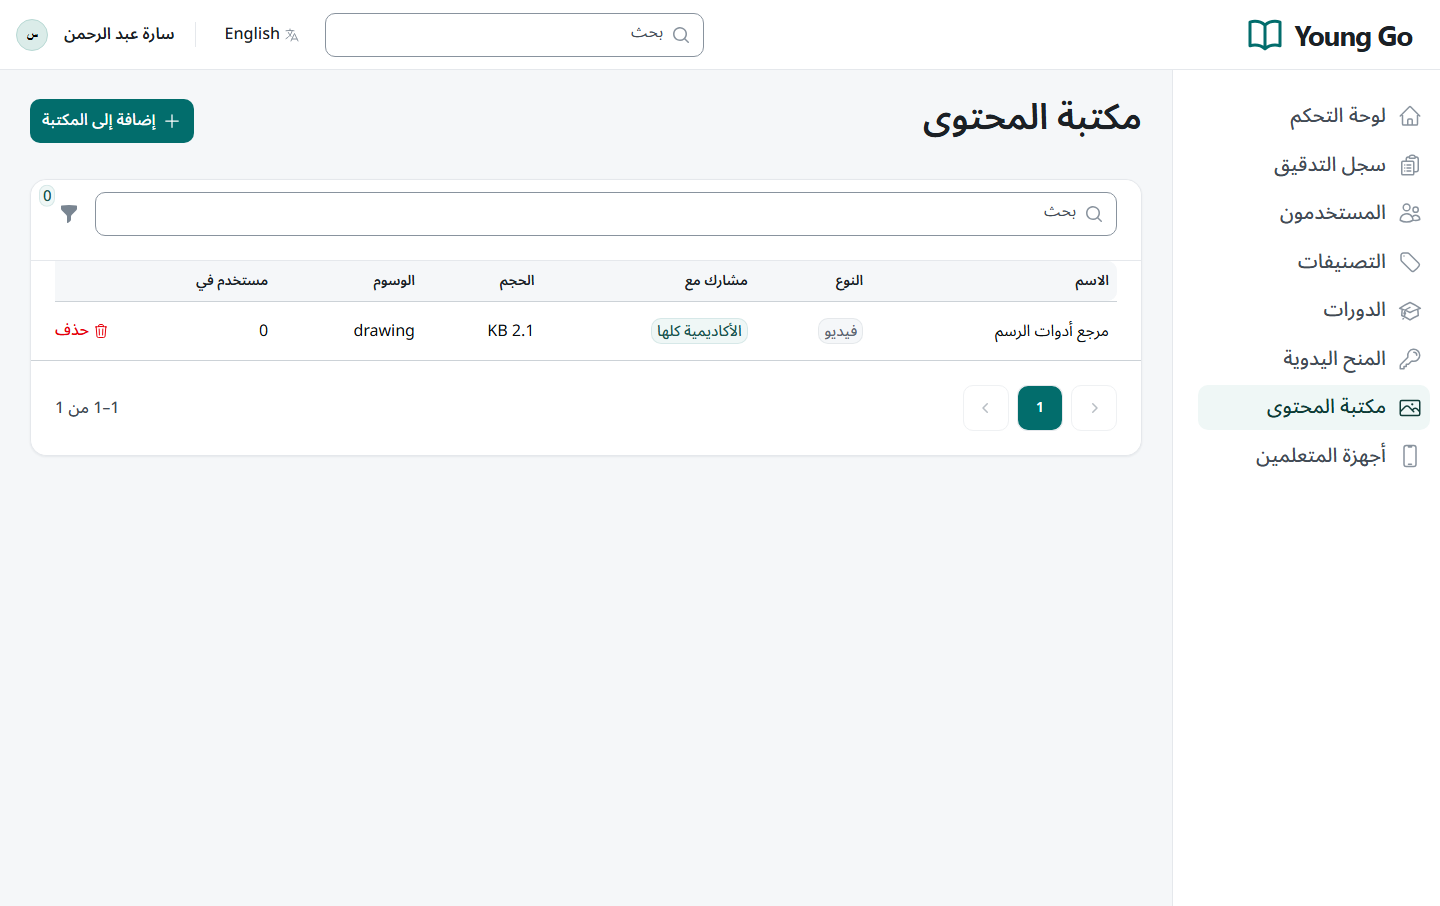 Young Go
بحث
English
سارة عبد الرحمن
س
لوحة التحكم
سجل التدقيق
المستخدمون
التصنيفات
الدورات
المنح اليدوية
مكتبة المحتوى
أجهزة المتعلمين
مكتبة المحتوى
إضافة إلى المكتبة
بحث
0
الاسم النوع مشارك مع الحجم الوسوم مستخدم في
مرجع أدوات الرسم فيديو الأكاديمية كلها 2.1 KB drawing 0 حذف
1
1–1 من 1